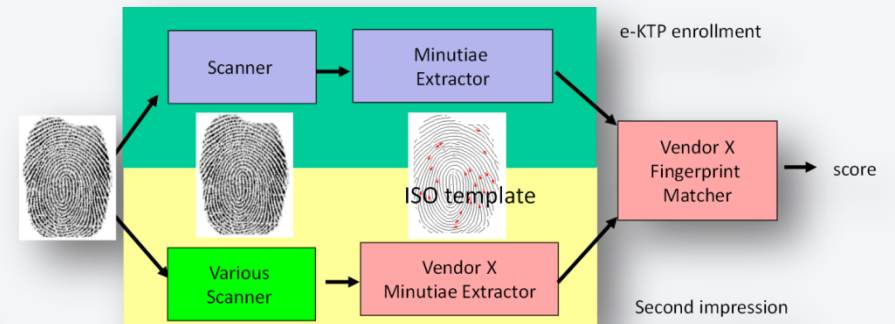 e-KTP enrollment
Scanner
Minutiae
Extractor
Vendor X
Fingerprint
Matcher
score
ISO template
Various
Scanner
Vendor X
Minutiae Extractor
Second impression